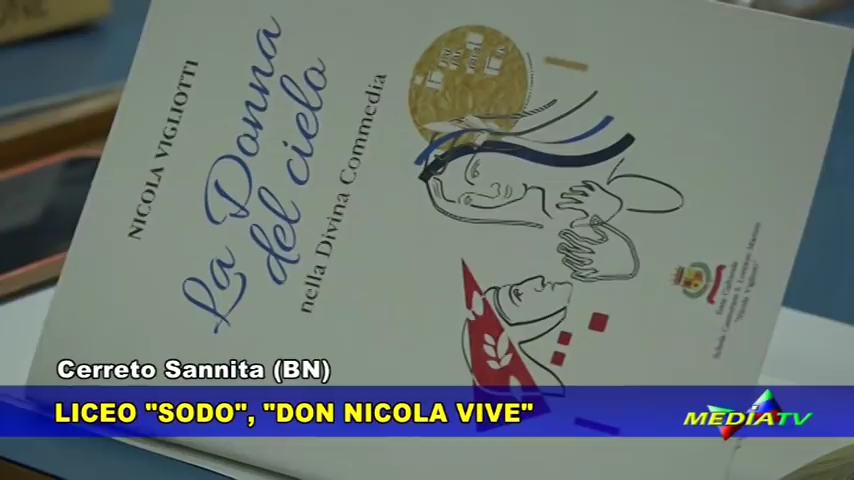 NICOLA VIGLIOTTI
La Donna
del cielo
nella Divina Commedia
Cerreto Sannita (BN)
LICEO "SODO", "DON NICOLA VIVE"
MEDIATV